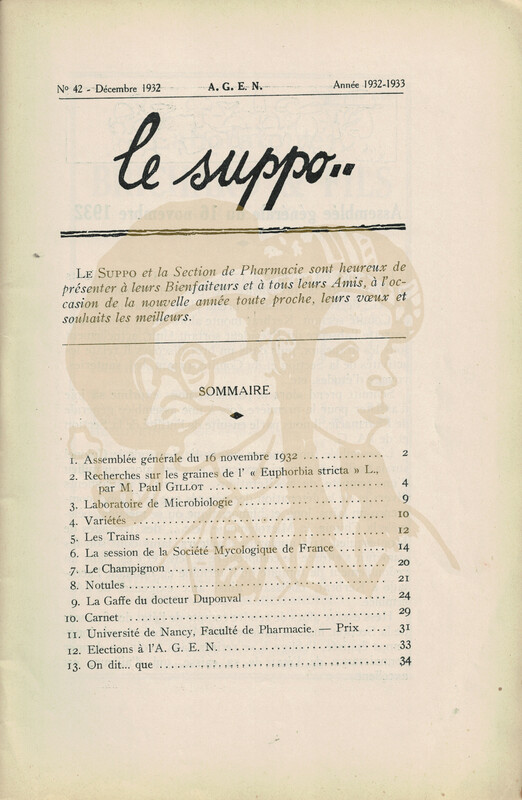 Nº 42 - Décembre 1932 A. G. E. N. Année 1932-1933
le suppo..
LE SUPPO et la Section de Pharmacie sont heureux de
présenter à leurs Bienfaiteurs et à tous leurs Amis, à l'oc-
casion de la nouvelle année toute proche, leurs vœux et
souhaits les meilleurs.
SOMMAIRE
1. Assemblée générale du 16 novembre 1932 .............. 2
2. Recherches sur les graines de l' « Euphorbia stricta » L.,
par M. Paul GILLOT .............................. 4
3. Laboratoire de Microbiologie .......................... 9
4. Variétés .......................................... 10
5. Les Trains ........................................ 12
6. La session de la Société Mycologique de France ........ 14
7. Le Champignon .................................... 20
8. Notules ........................................... 21
9. La Gaffe du docteur Duponval ........................ 24
10. Carnet ........................................... 29
11. Université de Nancy, Faculté de Pharmacie. — Prix .... 31
12. Elections à l'A. G. E. N. ............................ 33
13. On dit... que ...................................... 34